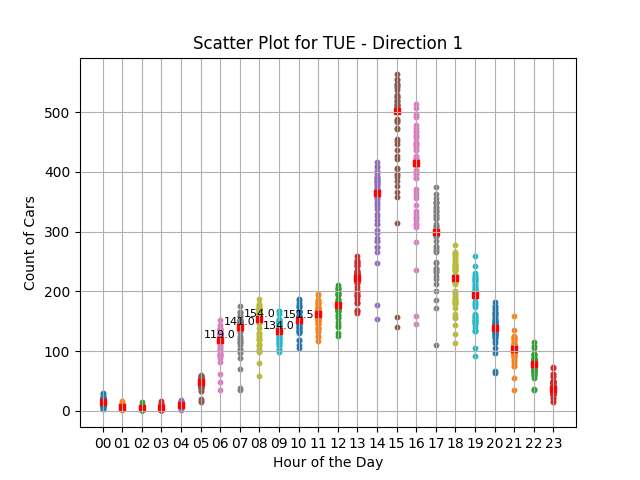 Scatter Plot for TUE - Direction 1
Count of Cars
500
400
300
200
100
0
119.0
141.0
154.0
134.0
151.5
00 01 02 03 04 05 06 07 08 09 10 11 12 13 14 15 16 17 18 19 20 21 22 23
Hour of the Day